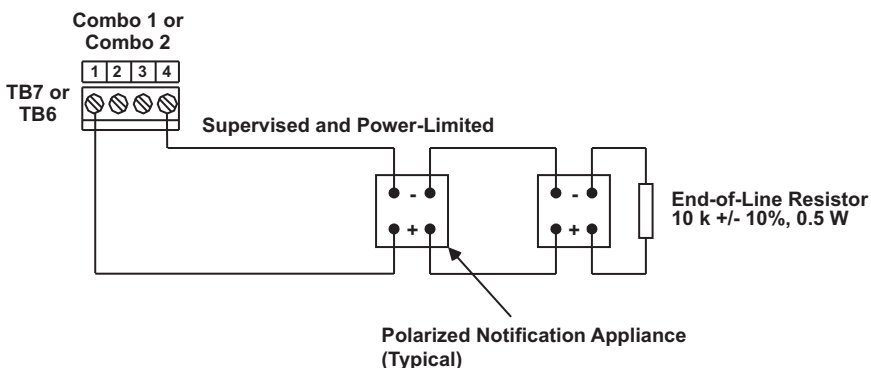 Combo 1 or
Combo 2
1 2 3 4
TB7 or
TB6
Supervised and Power-Limited
- -
+ +
End-of-Line Resistor
10 k +/- 10%, 0.5 W
Polarized Notification Appliance
(Typical)